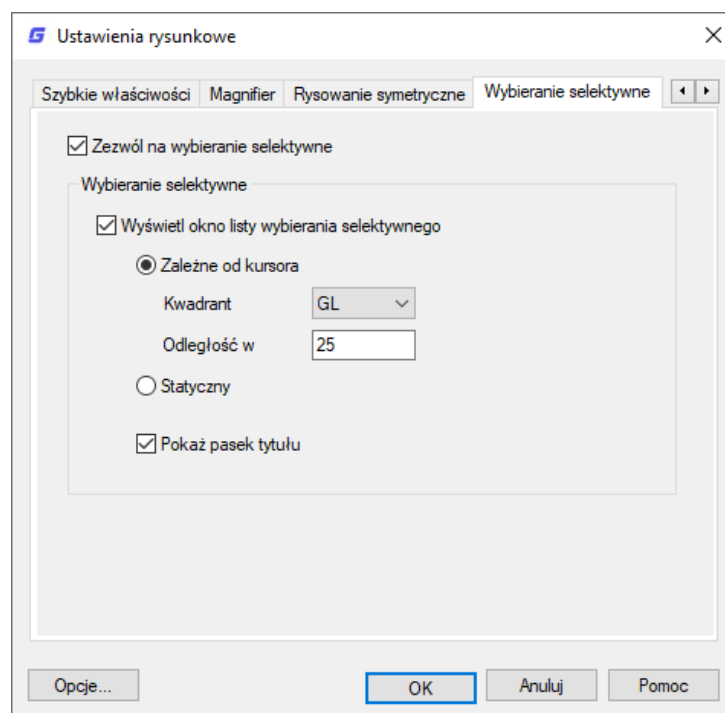 Ustawienia rysunkowe
Szybkie właściwości Magnifier Rysowanie symetryczne Wybieranie selektywne
Zezwól na wybieranie selektywne
Wybieranie selektywne
Wyświetl okno listy wybierania selektywnego
Zależne od kursora
Kwadrant GL
Odległość w 25
Statyczny
Pokaż pasek tytułu
Opcje... OK Anuluj Pomoc